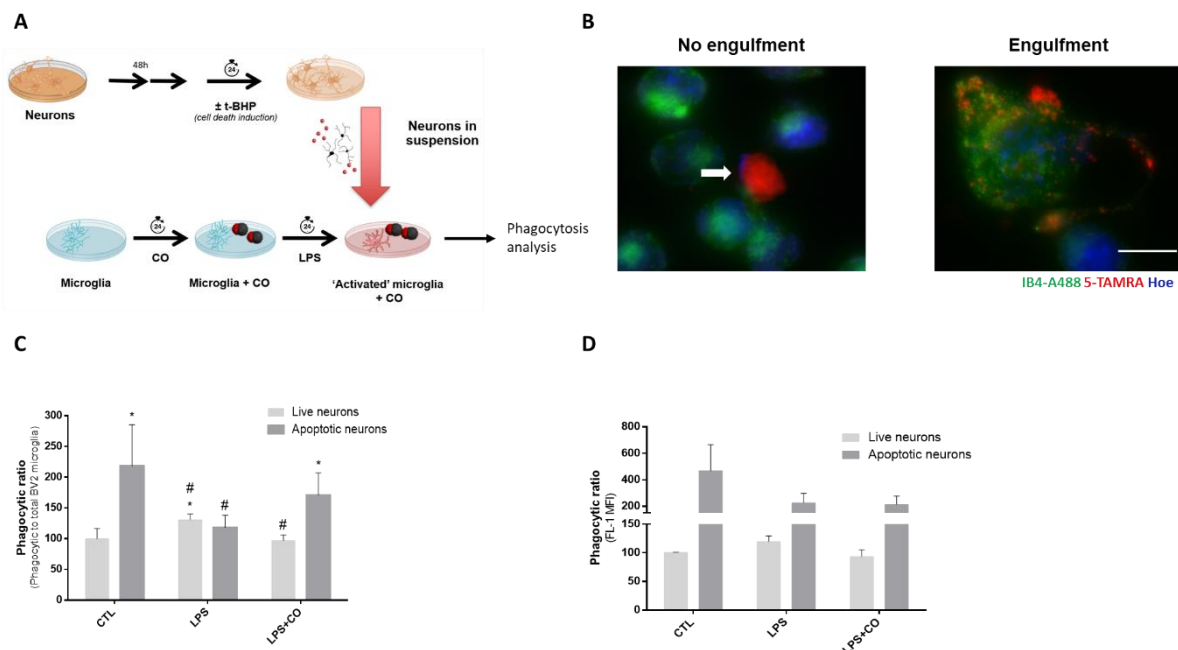 A
48h
24
24
24
Neurons
± t-BHP
(cell death induction)
Neurons in
suspension
CO
LPS
Microglia
Microglia + CO
'Activated' microglia
+ CO
Phagocytosis
analysis
B
No engulfment
Engulfment
IB4-A488 5-TAMRA Hoe
C
Phagocytic ratio
(Phagocytic to total BV2 microglia)
300
250
200
150
100
50
0
Live neurons
Apoptotic neurons
*
#
*
#
#
*
CTL
LPS
LPS+CO
D
Phagocytic ratio
(FL-1 MFI)
800
600
400
200
150
100
50
0
Live neurons
Apoptotic neurons
CTL
LPS
LPS+CO